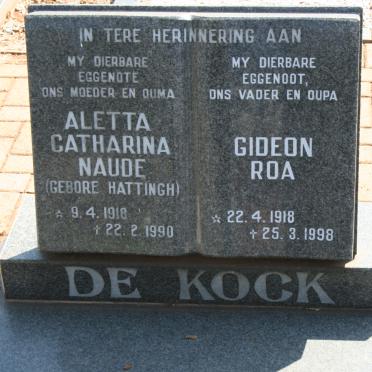 IN TERE HERINNERING AAN
MY DIERBARE
EGGENOTE
ONS MOEDER EN OUMA
ALETTA
CATHARINA
NAUDE
(GEBORE HATTINGH)
☆ 9.4.1918
+ 22.2.1990
MY DIERBARE
EGGENOOT,
ONS VADER EN OUPA
GIDEON
ROA
☆ 22.4.1918
+ 25.3.1998
DE KOCK